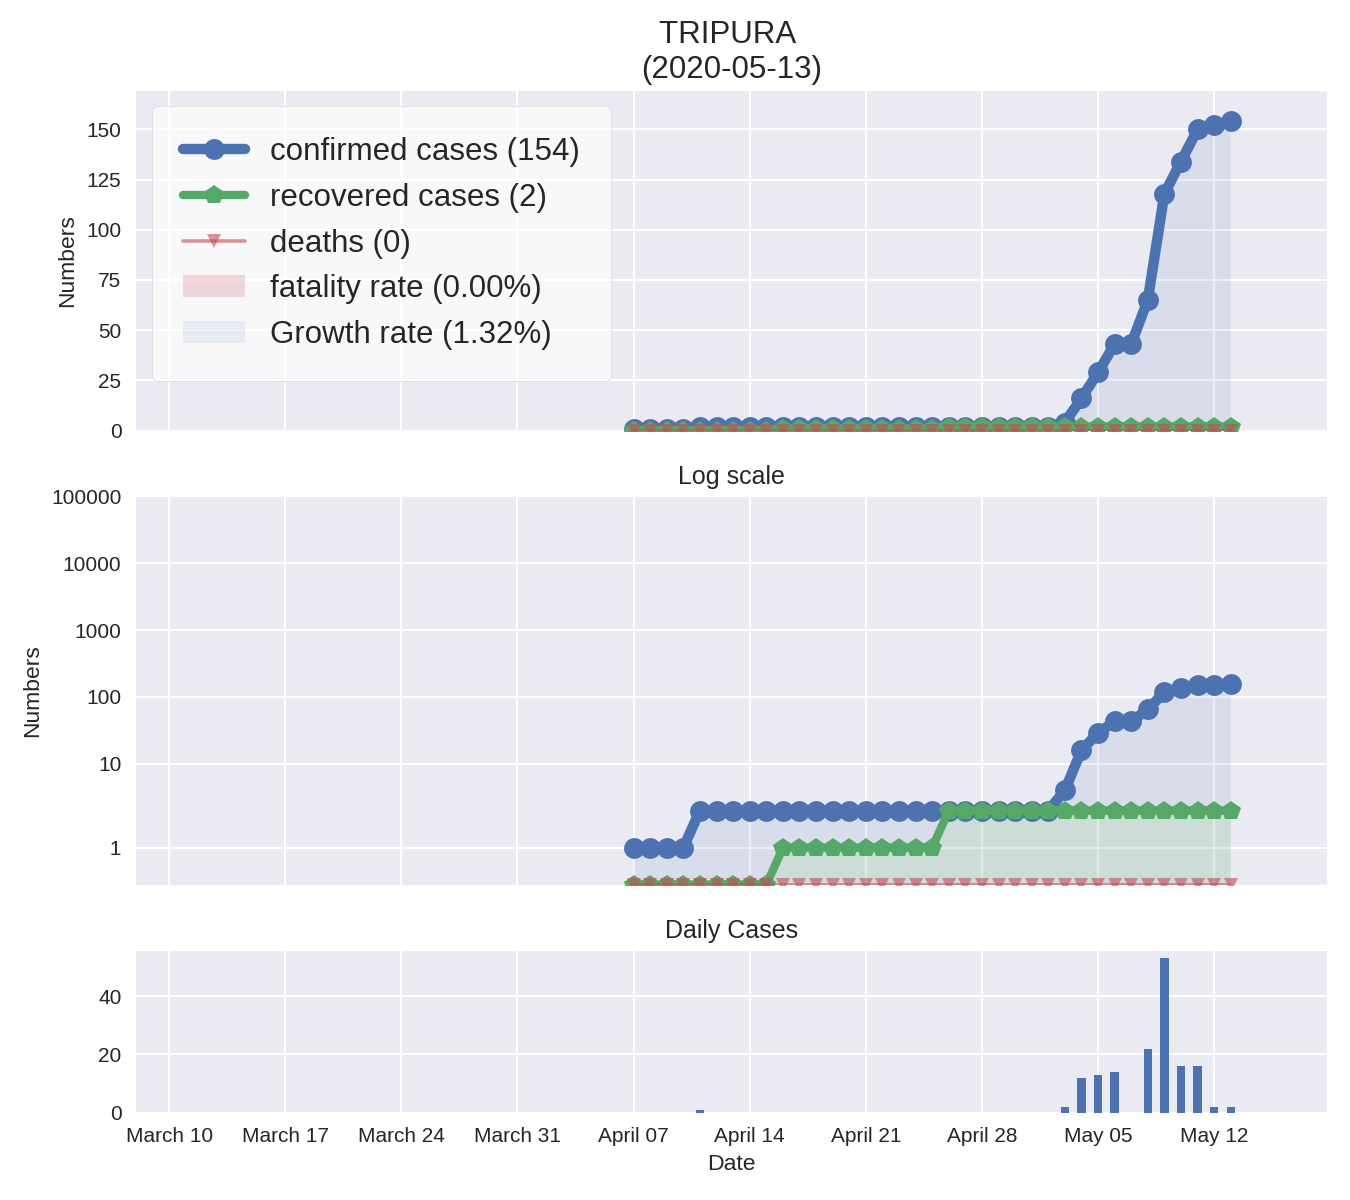 TRIPURA
(2020-05-13)
150
125
100
75
50
25
0
Numbers
confirmed cases (154)
recovered cases (2)
deaths (0)
fatality rate (0.00%)
Growth rate (1.32%)
Log scale
100000
10000
1000
100
10
1
Numbers
Daily Cases
40
20
0
March 10 March 17 March 24 March 31 April 07 April 14 April 21 April 28 May 05 May 12
Date